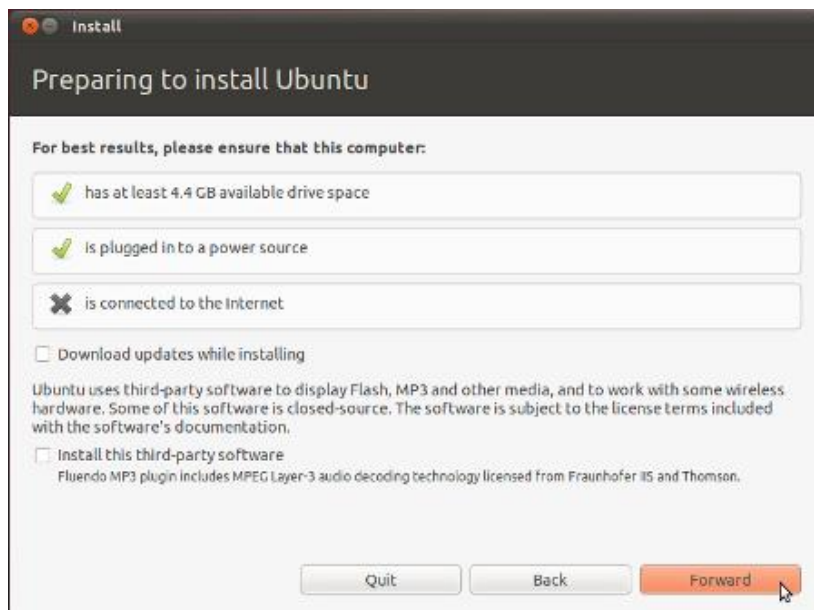 Install
Preparing to install Ubuntu
For best results, please ensure that this computer:
has at least 4.4 GB available drive space
is plugged in to a power source
is connected to the Internet
Download updates while installing
Ubuntu uses third-party software to display Flash, MP3 and other media, and to work with some wireless
hardware. Some of this software is closed-source. The software is subject to the license terms included
with the software's documentation.
Install this third-party software
Fluendo MP3 plugin includes MPEG Layer-3 audio decoding technology licensed from Fraunhofer IIS and Thomson.
Quit Back Forward